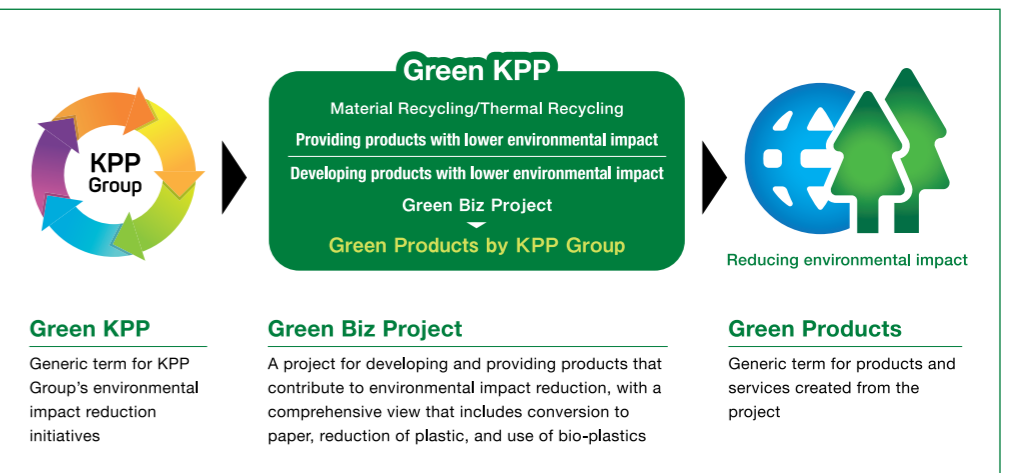 KPP
Group
Green KPP
Material Recycling/Thermal Recycling
Providing products with lower environmental impact
Developing products with lower environmental impact
Green Biz Project
Green Products by KPP Group
Reducing environmental impact
Green KPP
Generic term for KPP
Group's environmental
impact reduction
initiatives
Green Biz Project
A project for developing and providing products that
contribute to environmental impact reduction, with a
comprehensive view that includes conversion to
paper, reduction of plastic, and use of bio-plastics
Green Products
Generic term for products and
services created from the
project